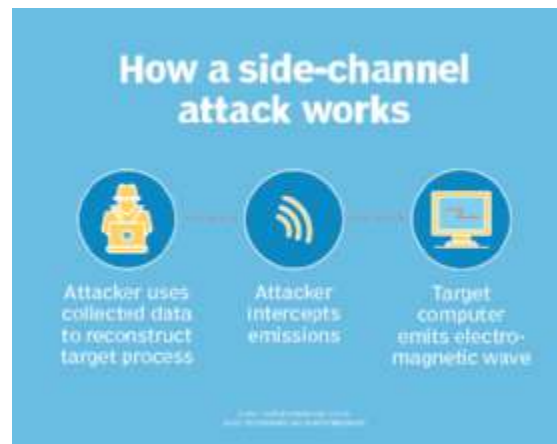 How a side-channel
attack works
Attacker uses
collected data
to reconstruct
target process
Attacker
intercepts
emissions
Target
computer
emits electro-
magnetic wave